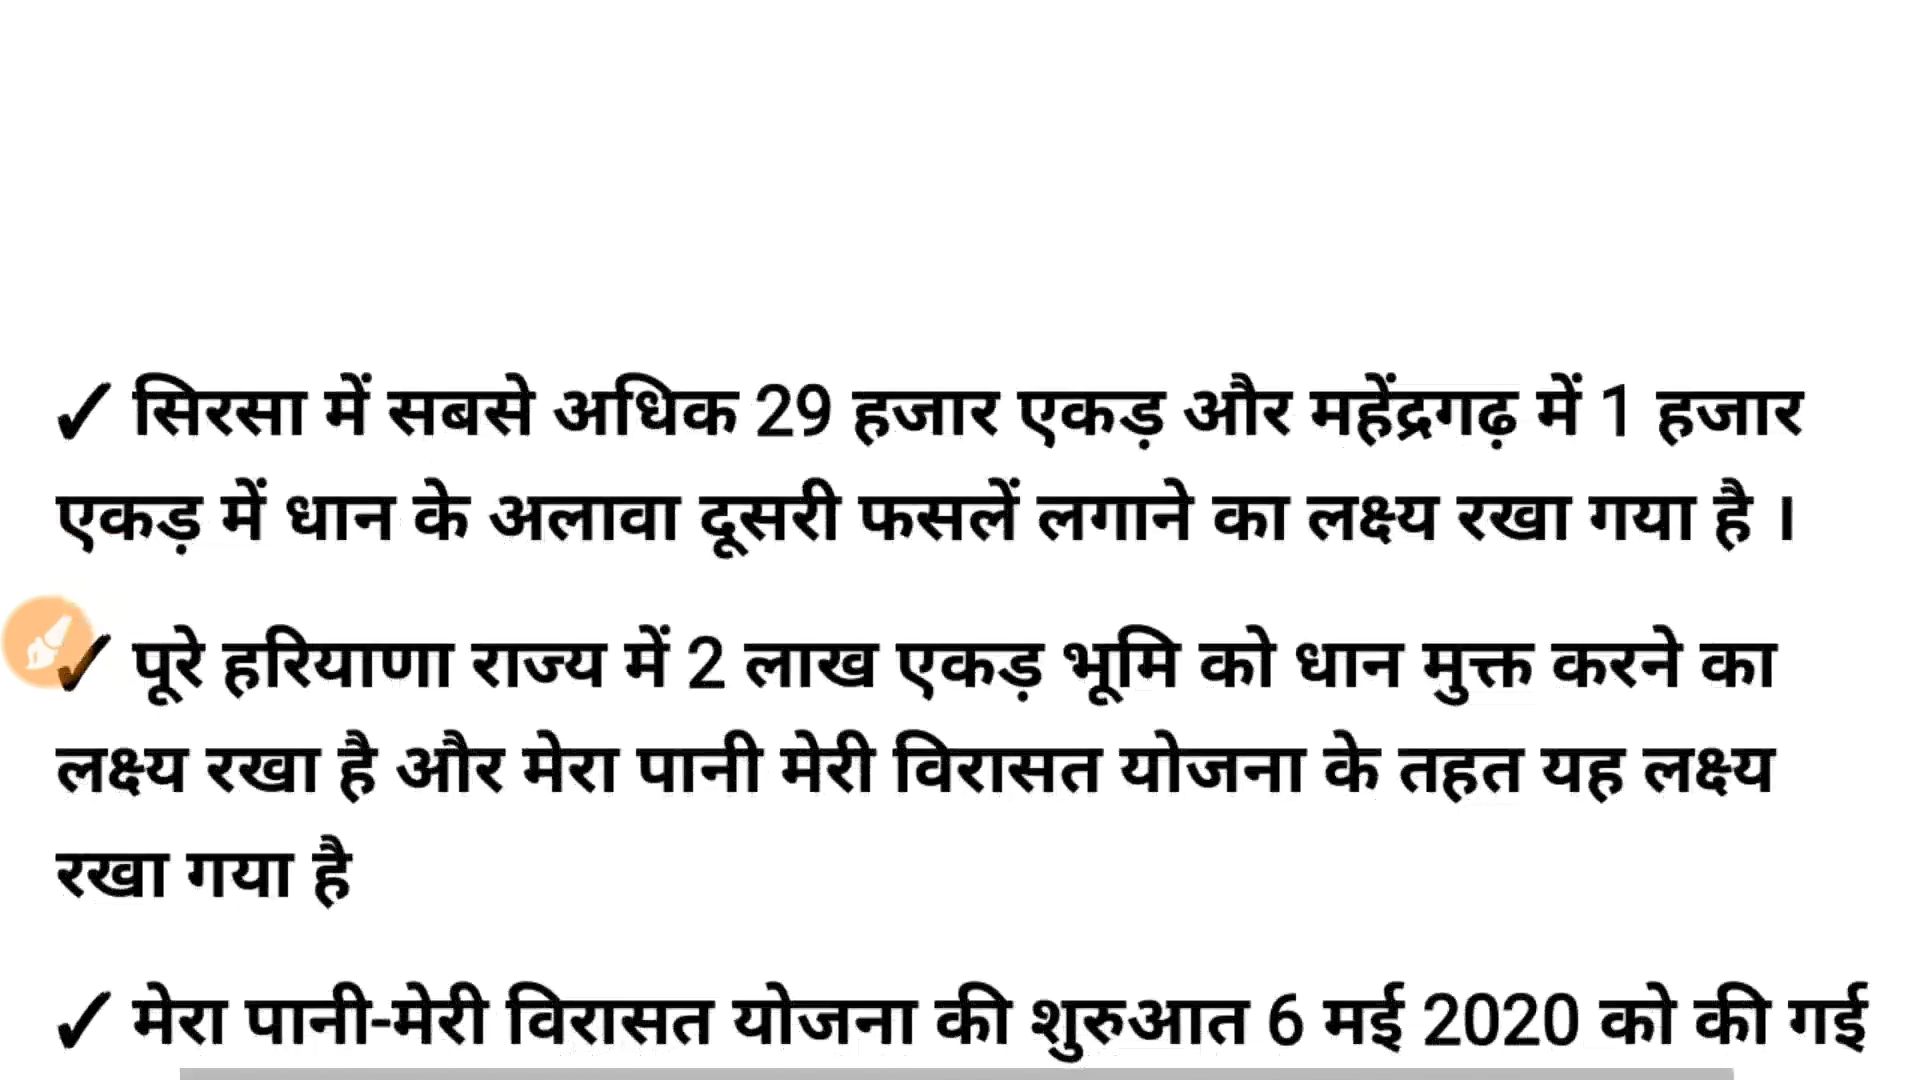 ✓ सिरसा में सबसे अधिक 29 हजार एकड़ और महेंद्रगढ़ में 1 हजार
एकड़ में धान के अलावा दूसरी फसलें लगाने का लक्ष्य रखा गया है ।
✓ पूरे हरियाणा राज्य में 2 लाख एकड़ भूमि को धान मुक्त करने का
लक्ष्य रखा है और मेरा पानी मेरी विरासत योजना के तहत यह लक्ष्य
रखा गया है
✓ मेरा पानी-मेरी विरासत योजना की शुरुआत 6 मई 2020 को की गई